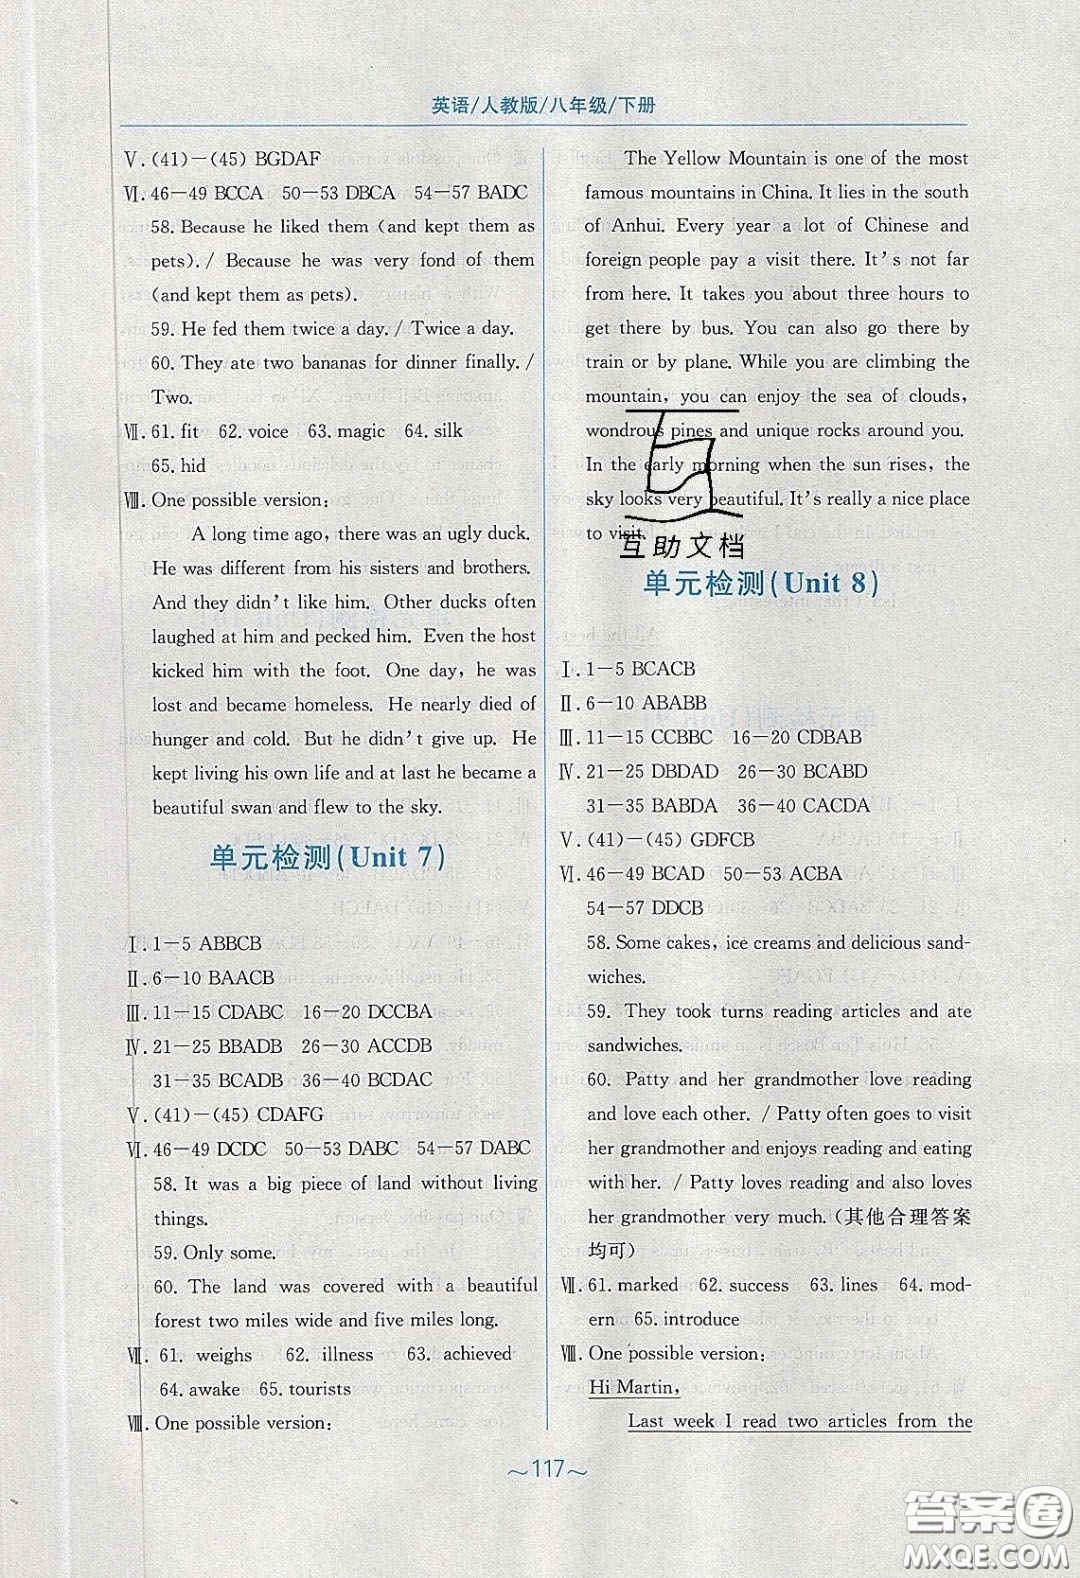 英语/人教版/八年级/下册
Ⅴ. (41)－(45) BGDAF
Ⅵ. 46－49 BCCA 50－53 DBCA 54－57 BADC
58. Because he liked them (and kept them as
pets). / Because he was very fond of them
(and kept them as pets).
59. He fed them twice a day. / Twice a day.
60. They ate two bananas for dinner finally. /
Two.
Ⅶ. 61. fit 62. voice 63. magic 64. silk
65. hid
Ⅷ. One possible version:
A long time ago, there was an ugly duck.
He was different from his sisters and brothers.
And they didn't like him. Other ducks often
laughed at him and pecked him. Even the host
kicked him with the foot. One day, he was
lost and became homeless. He nearly died of
hunger and cold. But he didn't give up. He
kept living his own life and at last he became a
beautiful swan and flew to the sky.
单元检测(Unit 7)
Ⅰ. 1－5 ABBCB
Ⅱ. 6－10 BAACB
Ⅲ. 11－15 CDABC 16－20 DCCBA
Ⅳ. 21－25 BBADB 26－30 ACCDB
31－35 BCADB 36－40 BCDAC
Ⅴ. (41)－(45) CDAFG
Ⅵ. 46－49 DCDC 50－53 DABC 54－57 DABC
58. It was a big piece of land without living
things.
59. Only some.
60. The land was covered with a beautiful
forest two miles wide and five miles long.
Ⅶ. 61. weighs 62. illness 63. achieved
64. awake 65. tourists
Ⅷ. One possible version:
The Yellow Mountain is one of the most
famous mountains in China. It lies in the south
of Anhui. Every year a lot of Chinese and
foreign people pay a visit there. It's not far
from here. It takes you about three hours to
get there by bus. You can also go there by
train or by plane. While you are climbing the
mountain, you can enjoy the sea of clouds,
wondrous pines and unique rocks around you.
In the early morning when the sun rises, the
sky looks very beautiful. It's really a nice place
to visit.
互助文档
单元检测(Unit 8)
Ⅰ. 1－5 BCACB
Ⅱ. 6－10 ABABB
Ⅲ. 11－15 CCBBC 16－20 CDBAB
Ⅳ. 21－25 DBDAD 26－30 BCABD
31－35 BABDA 36－40 CACDA
Ⅴ. (41)－(45) GDFCB
Ⅵ. 46－49 BCAD 50－53 ACBA
54－57 DDCB
58. Some cakes, ice creams and delicious sand-
wiches.
59. They took turns reading articles and ate
sandwiches.
60. Patty and her grandmother love reading
and love each other. / Patty often goes to visit
her grandmother and enjoys reading and eating
with her. / Patty loves reading and also loves
her grandmother very much. (其他合理答案
均可)
Ⅶ. 61. marked 62. success 63. lines 64. mod-
ern 65. introduce
Ⅷ. One possible version:
Hi Martin,
Last week I read two articles from the
～117～
答案圈
MXQE.COM